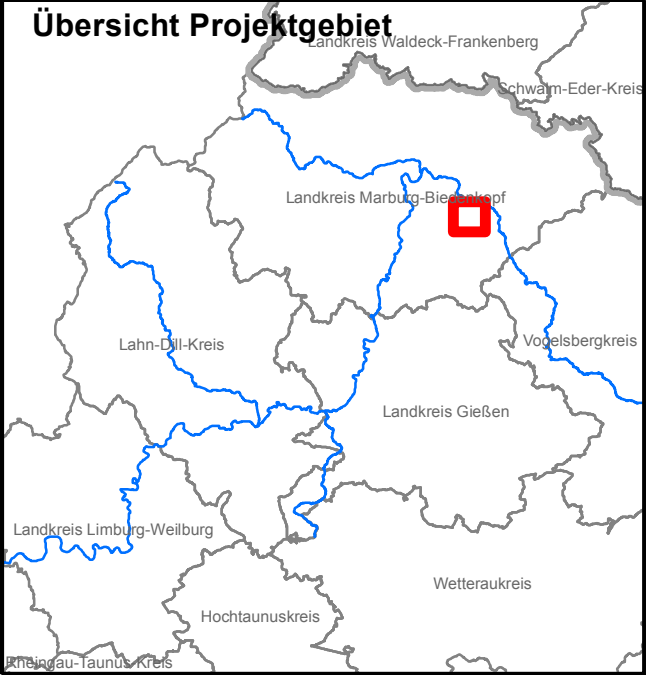 Übersicht Projektgebiet
Landkreis Waldeck-Frankenberg
Schwalm-Eder-Kreis
Landkreis Marburg-Biedenkopf
Lahn-Dill-Kreis
Vogelsbergkreis
Landkreis Gießen
Landkreis Limburg-Weilburg
Wetteraukreis
Hochtaunuskreis
Rheingau-Taunus-Kreis